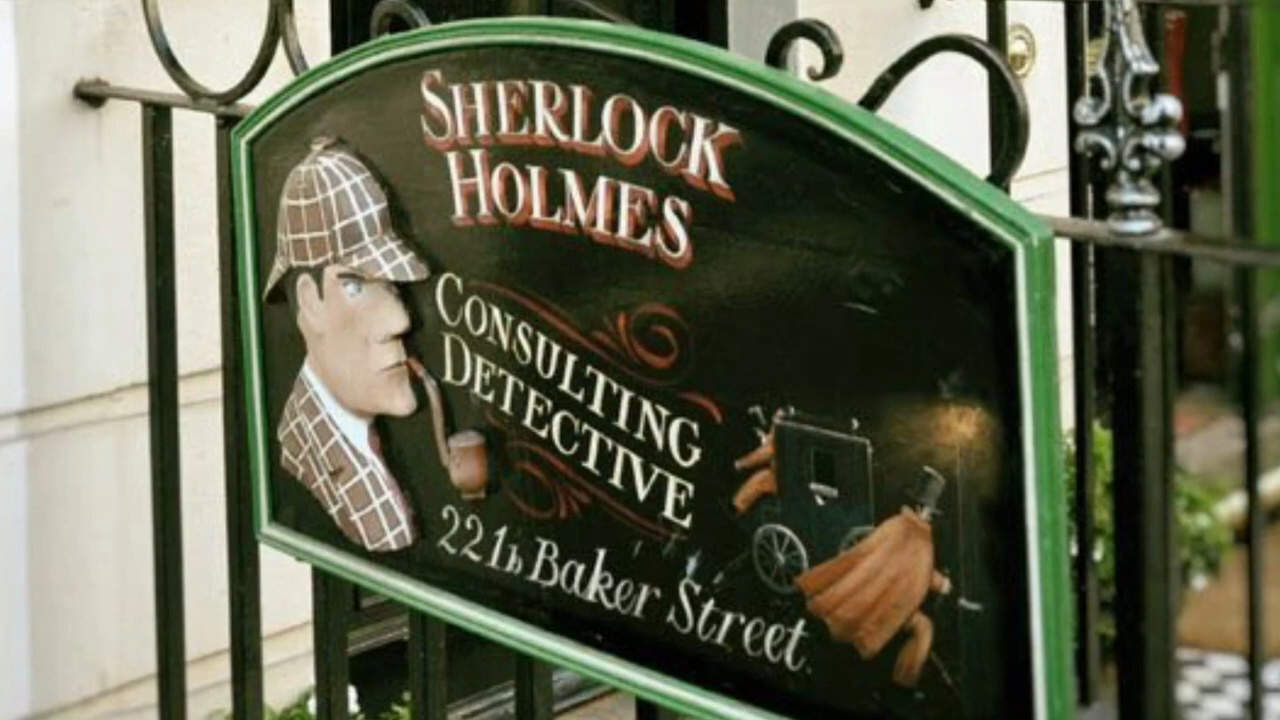 SHERLOCK
HOLMES
CONSULTING
DETECTIVE
221b Baker Street